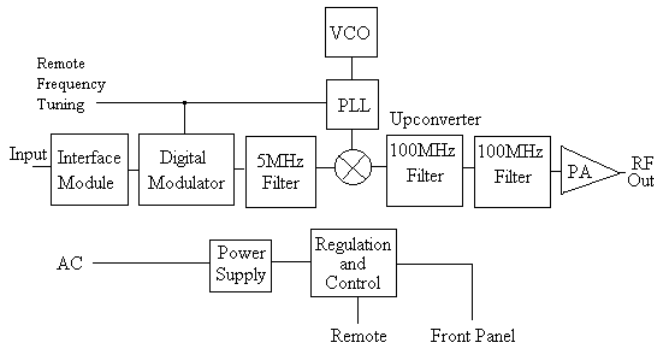 VCO
Remote
Frequency
Tuning
PLL
Upconverter
Input
Interface
Module
Digital
Modulator
5MHz
Filter
100MHz
Filter
100MHz
Filter
PA
RF
Out
AC
Power
Supply
Regulation
and
Control
Remote
Front Panel